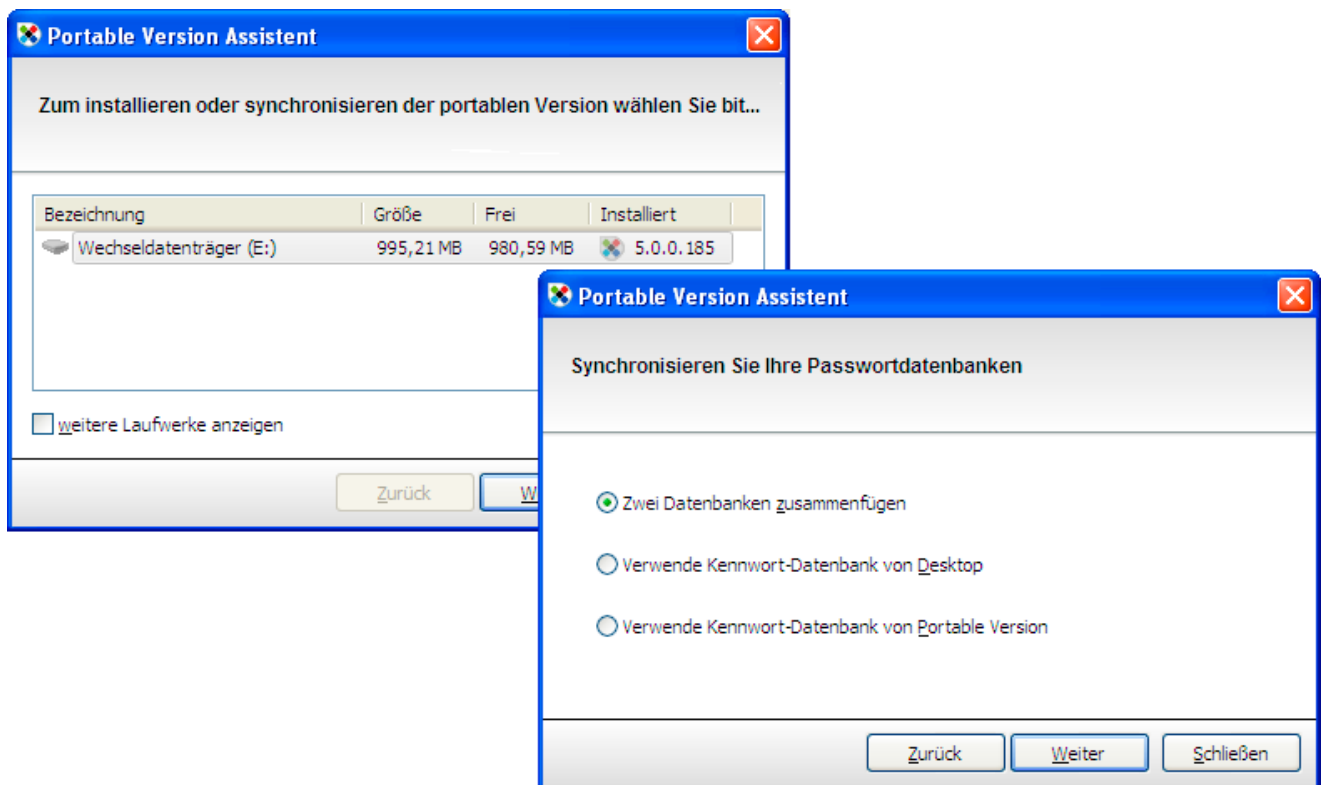 Portable Version Assistent
Zum installieren oder synchronisieren der portablen Version wählen Sie bit...
Bezeichnung Größe Frei Installiert
Wechseldatenträger (E:) 995,21 MB 980,59 MB 5.0.0.185
weitere Laufwerke anzeigen
Zurück
Portable Version Assistent
Synchronisieren Sie Ihre Passwortdatenbanken
Zwei Datenbanken zusammenfügen
Verwende Kennwort-Datenbank von Desktop
Verwende Kennwort-Datenbank von Portable Version
Zurück Weiter Schließen